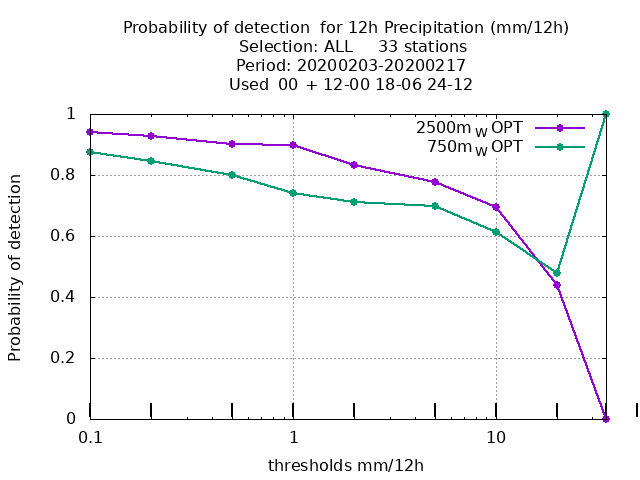 Probability of detection  for 12h Precipitation (mm/12h)
Selection: ALL     33 stations
Period: 20200203-20200217
Used  00  + 12-00 18-06 24-12
2500m W OPT
750m W OPT
Probability of detection
1
0.8
0.6
0.4
0.2
0
0.1 1 10
thresholds mm/12h